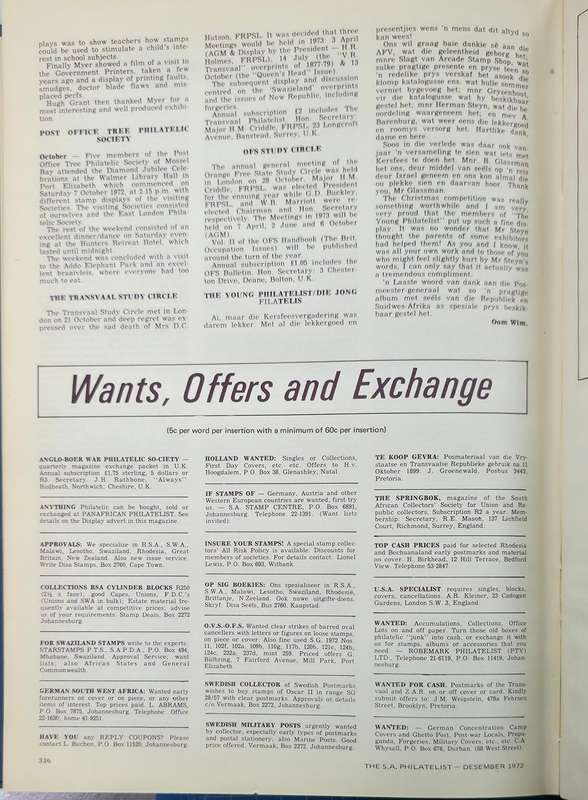 plays was to show teachers how stamps
could be used to stimulate a child's inte-
rest in school subjects.
Finally Myer showed a film of a visit to
the Government Printers, taken a few
years ago and a display of printing faults,
smudges, doctor blade flaws and mis-
placed perfs.
Hugh Grant then thanked Myer for a
most interesting and well produced exhibi-
tion.
POST OFFICE TREE PHILATELIC
SOCIETY
October — Five members of the Post
Office Tree Philatelic Society of Mossel
Bay attended the Diamond Jubilee Cele-
brations at the Walmer Library Hall in
Port Elizabeth which commenced on
Saturday 7 October 1972, at 2.15 p.m. with
different stamp displays of the visiting
Societies. The visiting Societies consisted
of ourselves and the East London Phila-
telic Society.
The rest of the weekend consisted of an
excellent dinner/dance on Saturday even-
ing at the Hunters Retreat Hotel, which
lasted until midnight.
The weekend was concluded with a visit
to the Addo Elephant Park and an excel-
lent braaivleis, where everyone had too
much to eat.
THE TRANSVAAL STUDY CIRCLE
The Transvaal Study Circle met in Lon-
don on 21 October and deep regret was ex-
pressed over the sad death of Mrs D.C.
Hutson, FRPSL. It was decided that three
Meetings would be held in 1973: 3 April
(AGM & Display by the President — H.R.
Holmes, FRPSL), 14 July (the "V.R.
Transvaal" overprints of 1877/9) & 13
October (the "Queen's Head" Issue).
The subsequent display and discussion
centred on the 'Swazieland' overprints
and the issues of New Republic, including
forgeries.
Annual subscription £2 includes The
Transvaal Philatelist. Hon. Secretary:
Major H.M. Criddle, FRPSL, 23 Longcroft
Avenue, Banstead, Surrey, U.K.
OFS STUDY CIRCLE
The annual general meeting of the
Orange Free State Study Circle was held
in London on 28 October. Major H.M.
Criddle, FRPSL, was elected President
for the ensuing year while G.D. Buckley,
FRPSL, and W.B. Marriott were re-
elected Chairman and Hon. Secretary
respectively. The Meetings in 1973 will be
held on 7 April, 2 June and 6 October
(AGM).
Vol. II of the OFS Handbook (The Brit.
Occupation Issues) will be published
around the turn of the year.
Annual subscription £1.05 includes the
OFS Bulletin. Hon. Secretary: 3 Chester-
ton Drive, Deane, Bolton, U.K.
THE YOUNG PHILATELIST/DIE JONG
FILATELIS
Ai, maar die Kersfeesvergadering was
darem lekker. Met al die lekkergoed en
presentjies wens 'n mens dat dit altyd so
kan wees!
Ons wil graag baie dankie sê aan die
AFV, wat die geleentheid geborg het,
mnre Slagt van Arcade Stamp Shop, wat
sulke pragtige presente en pryse teen so
'n redelike prys verskaf het asook die
klomp katalogusse ens. wat hulle sommer
vernjet bygevoeg het; mnr Gryzenhout,
vir die katalogusse wat hy beskikbaar
gestel het; mnr Herman Steyn, wat die be-
oordeling waargeneem het; en mev A.
Barenburg, wat weer eens die lekkergoed
en roomys versorg het. Hartlike dank,
dame en here.
Soos in die verlede was daar ook van-
jaar 'n versameling te sien wat iets met
Kersfees te doen het. Mnr. B. Glassman
het ons, deur middel van seëls op 'n reis
deur Israel geneem en ons kon almal die
ou plekke sien en daarvan hoor. Thank
you, Mr Glassman.
The Christmas competition was really
something worthwhile and I am very,
very proud that the members of "The
Young Philatelist" put up such a fine dis-
play. It was so wonder that Mr Steyn
thought the parents of some exhibitors
had helped them! As you and I know it
was all your own work and to those of you
who might feel slightly hurt by Mr Steyn's
words, I can only say that it actually was
a tremendous compliment.
'n Laaste woord van dank aan die Pos-
meester-generaal wat so 'n pragtige
album met seëls van die Republiek en
Suidwes-Afrika as spesiale prys beskik-
baar gestel het.
Oom Wim.
Wants, Offers and Exchange
(5c per word per insertion with a minimum of 60c per insertion)
ANGLO-BOER WAR PHILATELIC SO-CIETY —
quarterly magazine exchange packet in U.K.
Annual subscription £1.75 sterling, 5 dollars or
R3. Secretary J.H. Rathbone, "Always"
Hodheath, Northwich, Cheshire, U.K.
ANYTHING Philatelic can be bought, sold or
exchanged at PANAFRICAN PHILATELIST. See
details on the Display advert in this magazine.
APPROVALS: We specialize in R.S.A., S.W.A.,
Malawi, Lesotho, Swaziland, Rhodesia, Great
Britain, New Zealand. Also new issue service.
Write Disa Stamps, Box 2760, Cape Town.
COLLECTIONS RSA CYLINDER BLOCKS R250
(2½ x face), good Capes, Unions, F.D.C.'s
(Unions and SWA in bulk). Estate material fre-
quently available at competitive prices, advise
us of your requirements. Stamp Deals, Box 2272
Johannesburg.
FOR SWAZILAND STAMPS write to the experts:
STARSTAMPS P.T.S., S.A.P.D.A., P.O. Box 494,
Mbabane, Swaziland. Approval Service, want
lists; also African States and General
Commonwealth.
GERMAN SOUTH WEST AFRICA: Wanted early
forerunners of cover or on piece, or any other
items of interest. Top prices paid. L. ABRAMS,
P.O. Box 7873, Johannesburg. Telephone: Office
22-1630; home 41-9251
HAVE YOU any REPLY COUPONS? Please
contact L. Buchen, P.O. Box 11520, Johannesburg.
HOLLAND WANTED: Singles or Collections,
First Day Covers, etc. etc. Offers to H.v.
Hoogdalem, P.O. Box 38, Glenashley, Natal.
IF STAMPS OF — Germany, Austria and other
Western European countries are wanted, first try
us. — S.A. STAMP CENTRE, P.O. Box 6891,
Johannesburg. Telephone 22-1391. (Want lists
invited).
INSURE YOUR STAMPS! A special stamp collec-
tors' All Risk Policy is available. Discounts for
members of societies. For details contact: Lionel
Lewis, P.O. Box 693, Witbank.
OP SIG BOEKIES: Ons spesialiseer in R.S.A.,
S.W.A., Malawi, Lesotho, Swaziland, Rhodesië,
Brittanje, N. Zeeland. Ook nuwe uitgifte-diens.
Skryf: Disa Seëls, Bus 2760, Kaapstad.
O.V.S.-O.F.S. Wanted clear strikes of barred oval
cancellers with letters or figures on loose stamps,
on piece or cover. Also fine used S.G. 1972 Nos
Bulbring, 7 Fairford Avenue, Mill Park, Port
Elizabeth
SWEDISH COLLECTOR of Swedish Postmarks
wishes to buy stamps of Oscar II in range SG
28/57 with clear postmarks. Approvals or details
c/o Vermaak, Box 2272, Johannesburg.
SWEDISH MILITARY POSTS urgently wanted
by collector, especially early types of postmarks
and postal stationery, also Marine Posts. Good
price offered. Vermaak, Box 2272, Johannesburg.
TE KOOP GEVRA: Posmateriaal van die Vry-
staatse en Transvaalse Republieke gebruik na 11
Oktober 1899. J. Groenewald, Posbus 3443,
Pretoria.
THE SPRINGBOK, magazine of the South
African Collectors' Society for Union and Re-
public collectors. Subscription R2 a year. Mem-
bership: Secretary, R.E. Mason, 137 Lichfield
Court, Richmond, Surrey, England.
TOP CASH PRICES paid for selected Rhodesia
and Bechuanaland early postmarks and material
on cover. H. Birkhead, 12 Hill Terrace, Bedford
View. Telephone 53-2847.
U.S.A. SPECIALIST requires singles, blocks,
covers, cancellations. A.B. Kleiner, 23 Cadogan
Gardens, London S.W. 3, England.
WANTED: Accumulations, Collections, Office
Lots on and off paper. Turn those old boxes of
philatelic "junk" into cash, or exchange it with
us for stamps, albums or accessories that you
need — ROBEMARK PHILATELIST (PTY)
LTD., Telephone 21-6119, P.O. Box 11419, Johan-
nesburg.
WANTED FOR CASH, Postmarks of the Trans-
vaal and Z.A.R. on, or off cover or card. Kindly
submit offers to: J.M. Weigstein, 479a Fehrsen
Street, Brooklyn, Pretoria.
WANTED: — German Concentration Camp
Covers and Ghetto Post, Post-war Locals, Propa-
ganda, Forgeries, Military Covers, etc., etc. C.A.
Whysall, P.O. Box 676, Durban. (88 West Street).
336
THE S.A. PHILATELIST — DESEMBER 1972